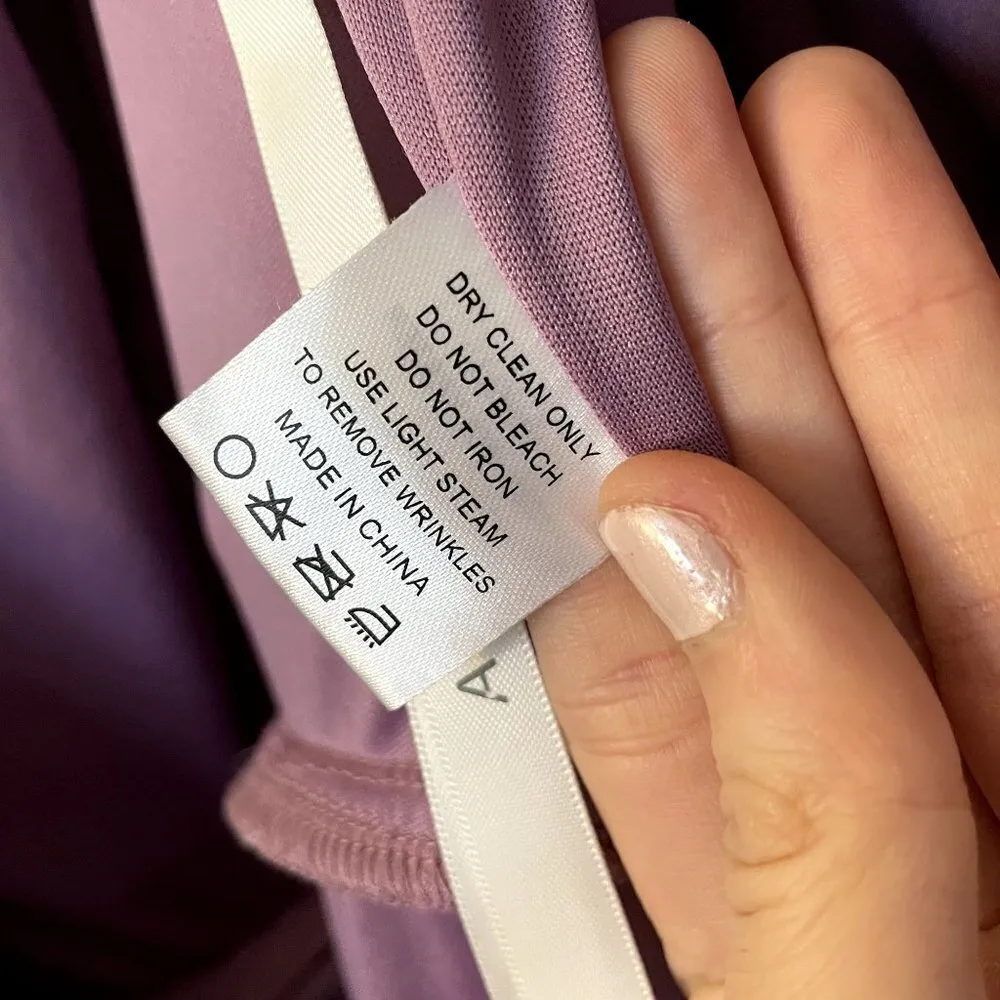 DRY CLEAN ONLY
DO NOT BLEACH
DO NOT IRON
USE LIGHT STEAM
TO REMOVE WRINKLES
MADE IN CHINA
A